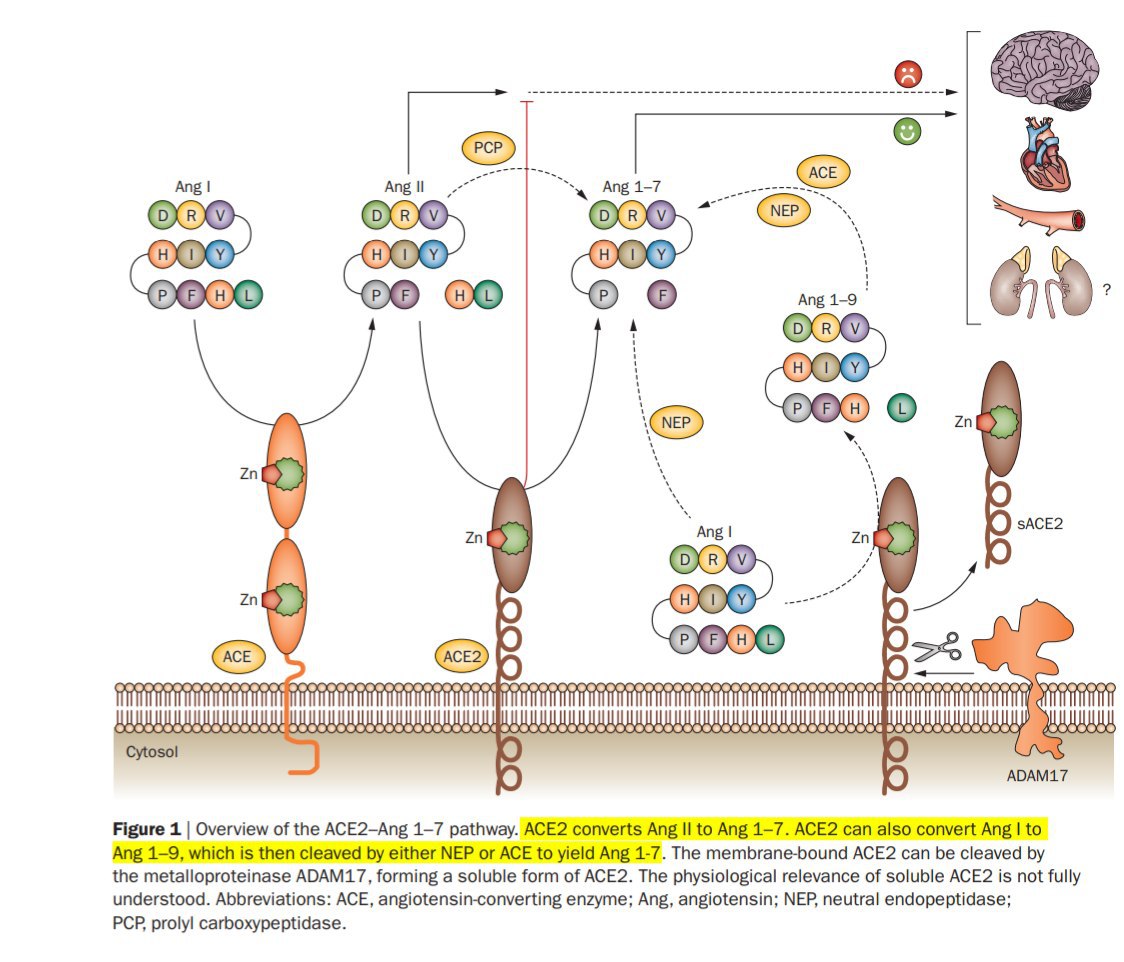 PCP
ACE
NEP
Ang I
Ang II
Ang 1–7
D R V
D R V
D R V
H I Y
H I Y
H I Y
P F H L
P F H L
P F
?
Ang 1–9
D R V
H I Y
P F H L
NEP
Zn
Zn
Zn
Zn
Zn
sACE2
Ang I
D R V
H I Y
P F H L
ACE
ACE2
Cytosol
ADAM17
Figure 1 | Overview of the ACE2–Ang 1–7 pathway. ACE2 converts Ang II to Ang 1–7. ACE2 can also convert Ang I to
Ang 1–9, which is then cleaved by either NEP or ACE to yield Ang 1-7. The membrane-bound ACE2 can be cleaved by
the metalloproteinase ADAM17, forming a soluble form of ACE2. The physiological relevance of soluble ACE2 is not fully
understood. Abbreviations: ACE, angiotensin-converting enzyme; Ang, angiotensin; NEP, neutral endopeptidase;
PCP, prolyl carboxypeptidase.